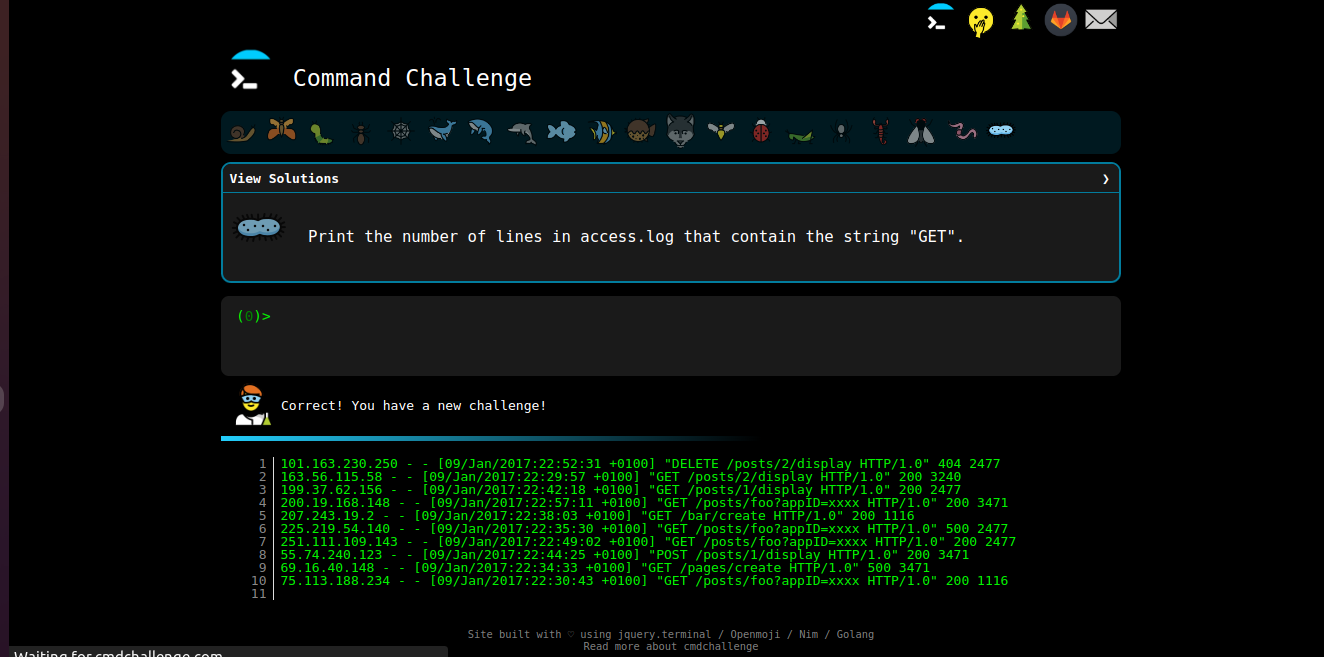 Command Challenge
View Solutions ❯
Print the number of lines in access.log that contain the string "GET".
(0)>
Correct! You have a new challenge!
1 101.163.230.250 - - [09/Jan/2017:22:52:31 +0100] "DELETE /posts/2/display HTTP/1.0" 404 2477
2 163.56.115.58 - - [09/Jan/2017:22:29:57 +0100] "GET /posts/2/display HTTP/1.0" 200 3240
3 199.37.62.156 - - [09/Jan/2017:22:42:18 +0100] "GET /posts/1/display HTTP/1.0" 200 2477
4 200.19.168.148 - - [09/Jan/2017:22:57:11 +0100] "GET /posts/foo?appID=xxxx HTTP/1.0" 200 3471
5 207.243.19.2 - - [09/Jan/2017:22:38:03 +0100] "GET /bar/create HTTP/1.0" 200 1116
6 225.219.54.140 - - [09/Jan/2017:22:35:30 +0100] "GET /posts/foo?appID=xxxx HTTP/1.0" 500 2477
7 251.111.109.143 - - [09/Jan/2017:22:49:02 +0100] "GET /posts/foo?appID=xxxx HTTP/1.0" 200 2477
8 55.74.240.123 - - [09/Jan/2017:22:44:25 +0100] "POST /posts/1/display HTTP/1.0" 200 3471
9 69.16.40.148 - - [09/Jan/2017:22:34:33 +0100] "GET /pages/create HTTP/1.0" 500 3471
10 75.113.188.234 - - [09/Jan/2017:22:30:43 +0100] "GET /posts/foo?appID=xxxx HTTP/1.0" 200 1116
11
Site built with ♡ using jquery.terminal / Openmoji / Nim / Golang
Read more about cmdchallenge
Waiting for cmdchallenge.com